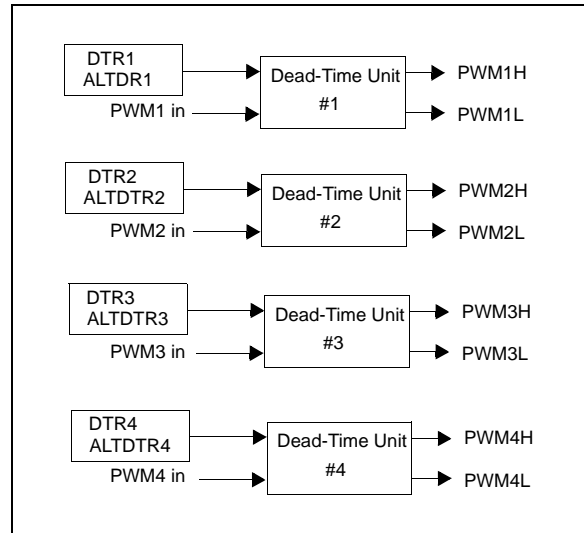 DTR1
ALTDR1
Dead-Time Unit
#1
PWM1H
PWM1 in
PWM1L
DTR2
ALTDTR2
Dead-Time Unit
#2
PWM2H
PWM2 in
PWM2L
DTR3
ALTDTR3
Dead-Time Unit
#3
PWM3H
PWM3 in
PWM3L
DTR4
ALTDTR4
Dead-Time Unit
#4
PWM4H
PWM4 in
PWM4L